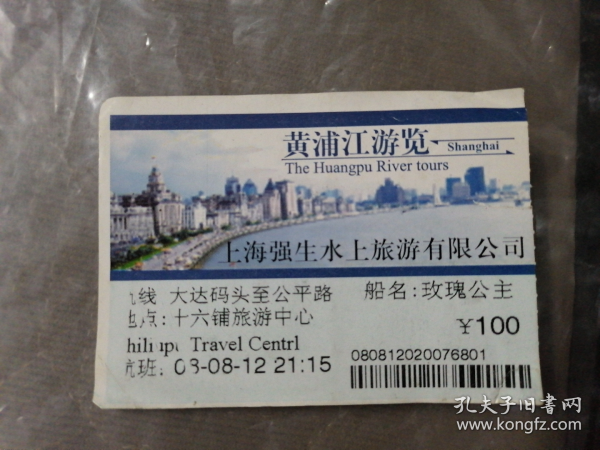 黄浦江游览
Shanghai
The Huangpu River tours
上海强生水上旅游有限公司
线 大达码头至公平路 船名:玫瑰公主
点:十六铺旅游中心
¥100
Travel Centrl
班: 08-08-12 21:15
080812020076801
孔夫子旧书网
www.kongfz.com